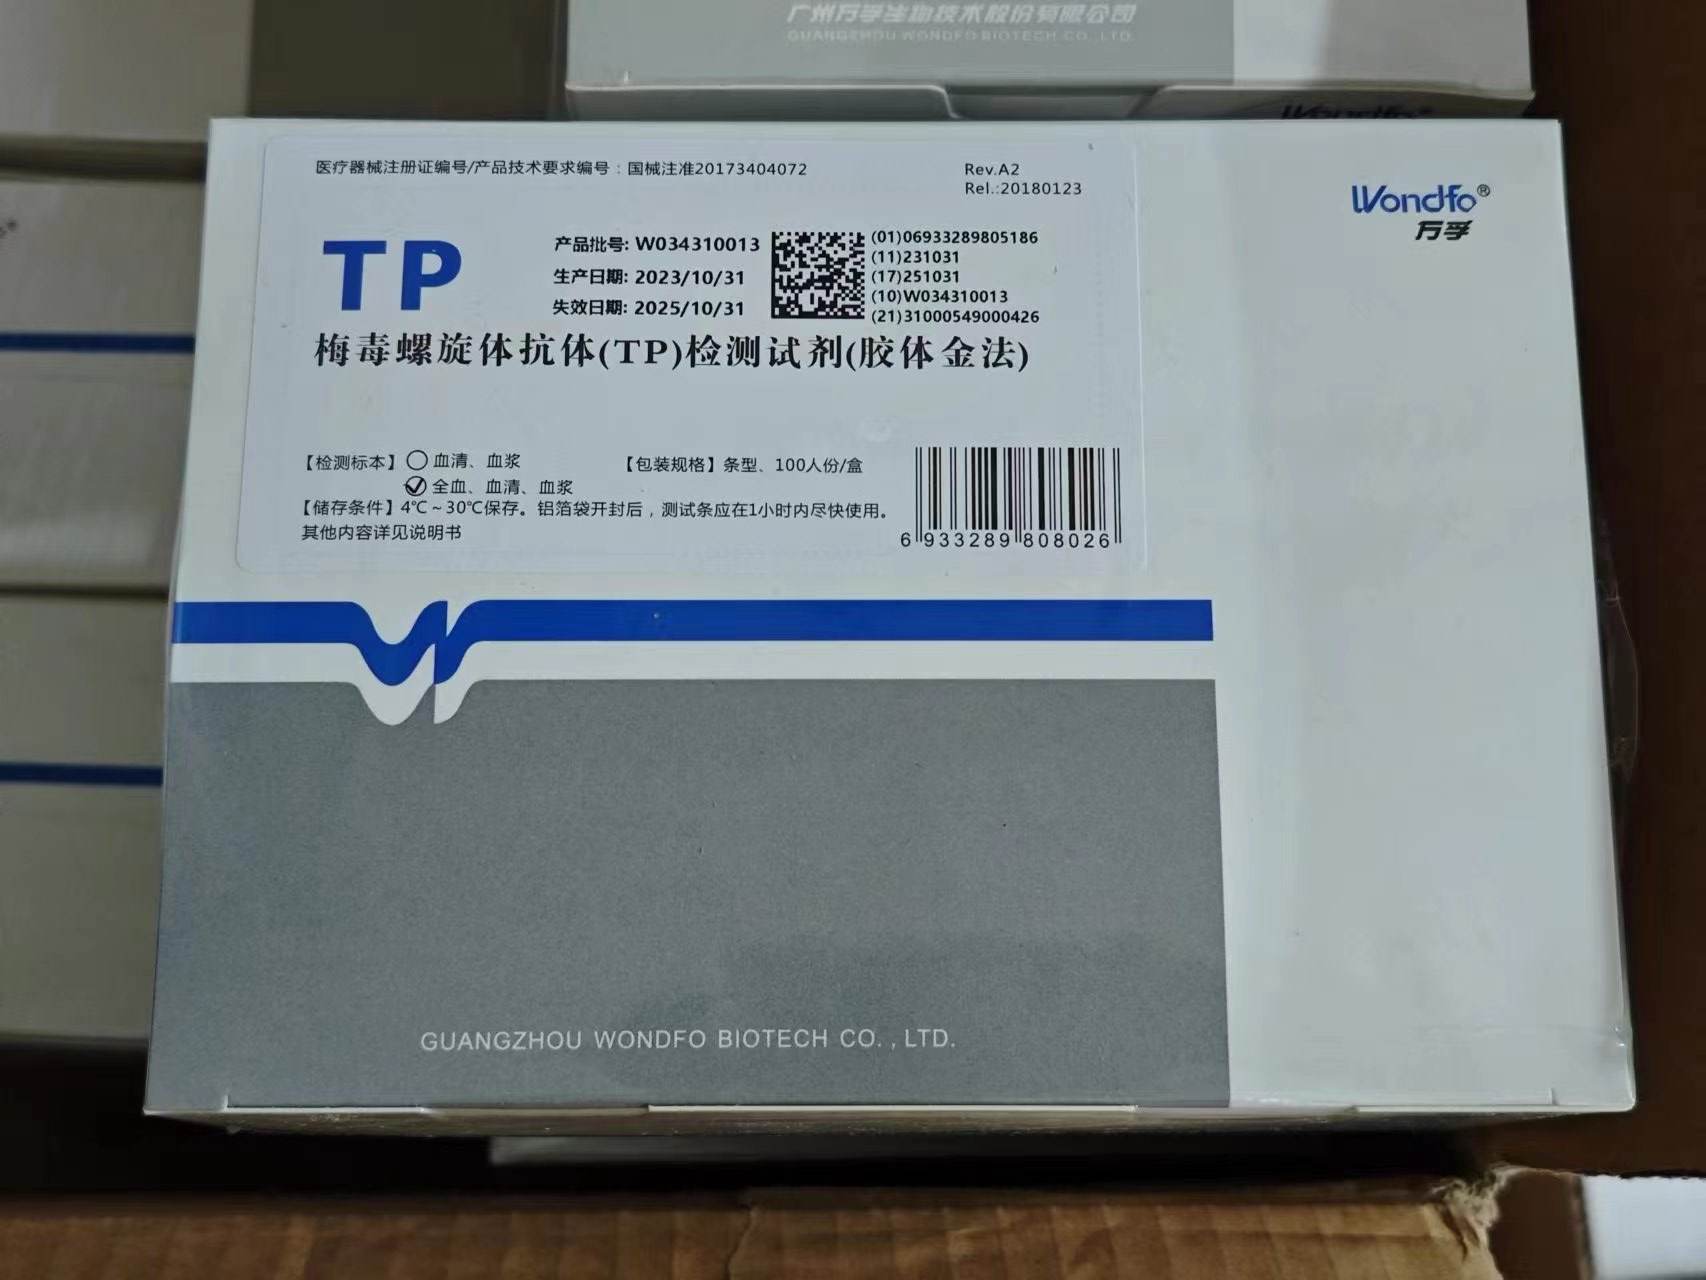 广州万孚生物技术股份有限公司
GUANGZHOU WONDFO BIOTECH CO., LTD.
Wondfo®
医疗器械注册证编号/产品技术要求编号：国械注准20173404072
Rev.A2
Rel.:20180123
Wondfo®
万孚
TP
产品批号: W034310013
生产日期: 2023/10/31
失效日期: 2025/10/31
(01)06933289805186
(11)231031
(17)251031
(10)W034310013
(21)31000549000426
梅毒螺旋体抗体(TP)检测试剂(胶体金法)
【检测标本】○血清、血浆
全血、血清、血浆
【包装规格】条型、100人份/盒
【储存条件】4℃～30℃保存。铝箔袋开封后，测试条应在1小时内尽快使用。
其他内容详见说明书
6 933289 808026
GUANGZHOU WONDFO BIOTECH CO. , LTD.